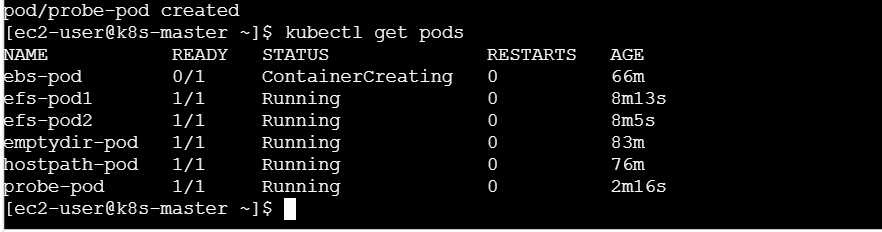 pod/probe-pod created
[ec2-user@k8s-master ~]$ kubectl get pods
NAME READY STATUS RESTARTS AGE
ebs-pod 0/1 ContainerCreating 0 66m
efs-pod1 1/1 Running 0 8m13s
efs-pod2 1/1 Running 0 8m5s
emptydir-pod 1/1 Running 0 83m
hostpath-pod 1/1 Running 0 76m
probe-pod 1/1 Running 0 2m16s
[ec2-user@k8s-master ~]$